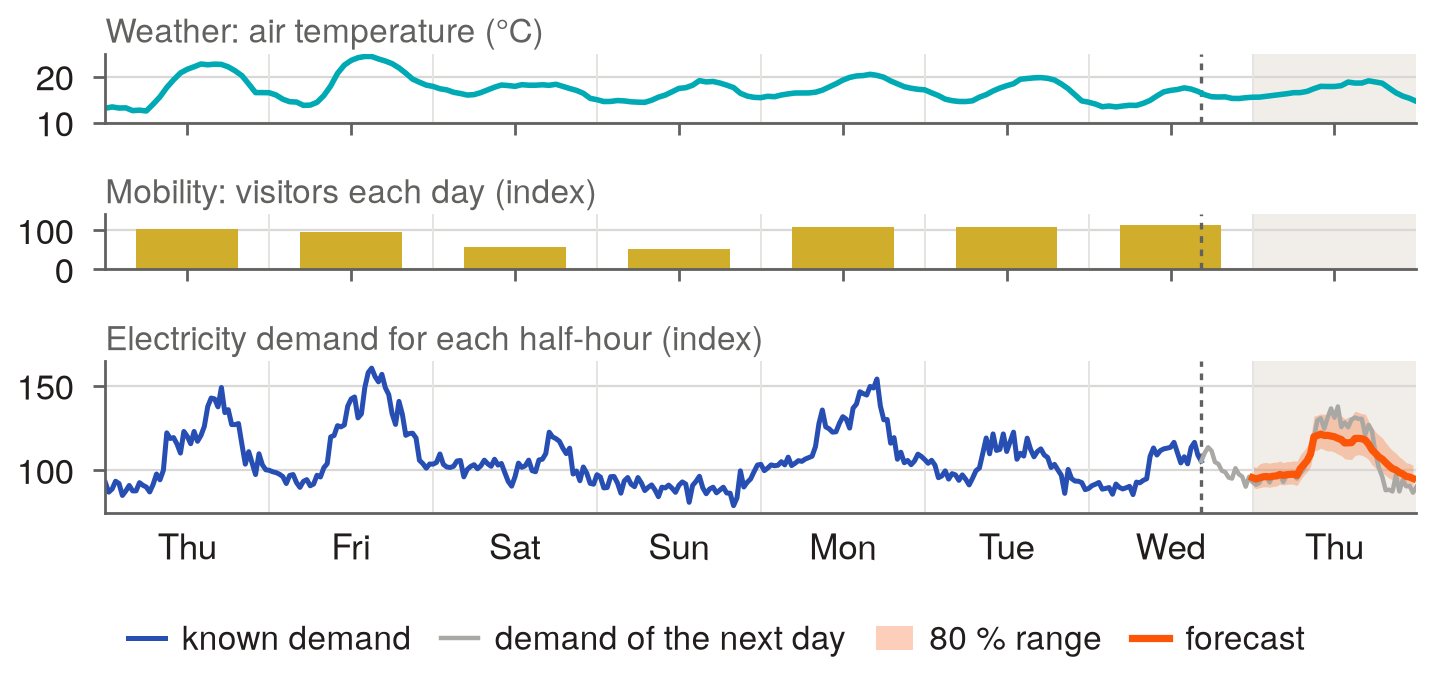 Weather: air temperature (°C)
20
10
Mobility: visitors each day (index)
100
0
Electricity demand for each half-hour (index)
150
100
Thu Fri Sat Sun Mon Tue Wed Thu
known demand demand of the next day 80 % range forecast